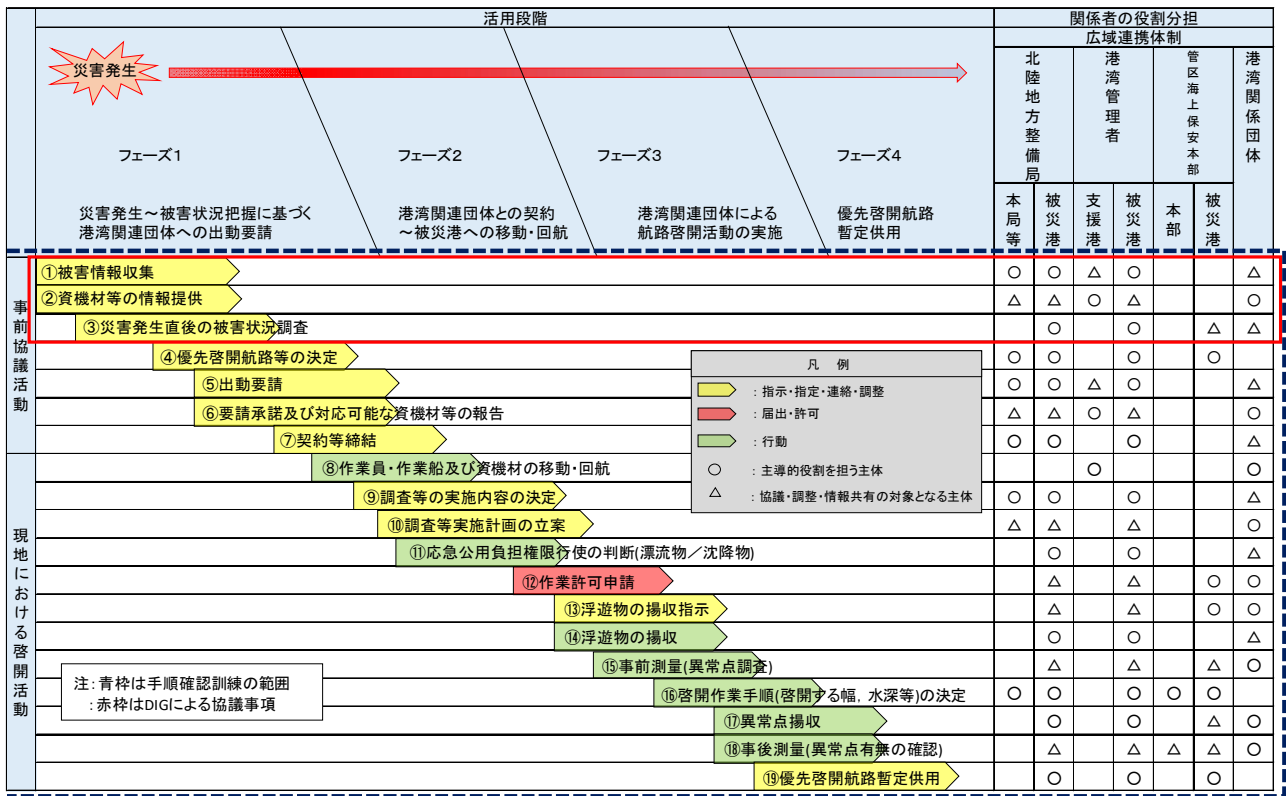 活用段階
関係者の役割分担
広域連携体制
災害発生
フェーズ1
フェーズ2
フェーズ3
フェーズ4
災害発生～被害状況把握に基づく
港湾関連団体への出動要請
港湾関連団体との契約
～被災港への移動・回航
港湾関連団体による
航路啓開活動の実施
優先啓開航路
暫定供用
北陸地方整備局
港湾管理者
管区海上保安本部
港湾関係団体
本局等
被災港
支援港
被災港
本部
被災港
事前協議活動
①被害情報収集 ○ ○ △ ○ △
②資機材等の情報提供 △ △ ○ △ ○
③災害発生直後の被害状況調査 ○ ○ △ △
④優先啓開航路等の決定 ○ ○ ○ ○
⑤出動要請 ○ ○ △ ○ △
⑥要請承諾及び対応可能な資機材等の報告 △ △ ○ △ ○
⑦契約等締結 ○ ○ ○ △
現地における啓開活動
⑧作業員・作業船及び資機材の移動・回航 ○ ○
⑨調査等の実施内容の決定 ○ ○ ○ △
⑩調査等実施計画の立案 △ △ △ ○
⑪応急公用負担権限行使の判断(漂流物／沈降物) ○ ○ △
⑫作業許可申請 △ △ ○ ○
⑬浮遊物の揚収指示 △ △ ○ ○
⑭浮遊物の揚収 ○ ○ △
⑮事前測量(異常点調査) △ △ △ ○
⑯啓開作業手順(啓開する幅，水深等)の決定 ○ ○ ○ ○ ○
⑰異常点揚収 ○ ○ △ ○
⑱事後測量(異常点有無の確認) △ △ △ △ ○
⑲優先啓開航路暫定供用 ○ ○ ○
凡　例
：指示・指定・連絡・調整
：届出・許可
：行動
○ ：主導的役割を担う主体
△ ：協議・調整・情報共有の対象となる主体
注：青枠は手順確認訓練の範囲
：赤枠はDIGによる協議事項